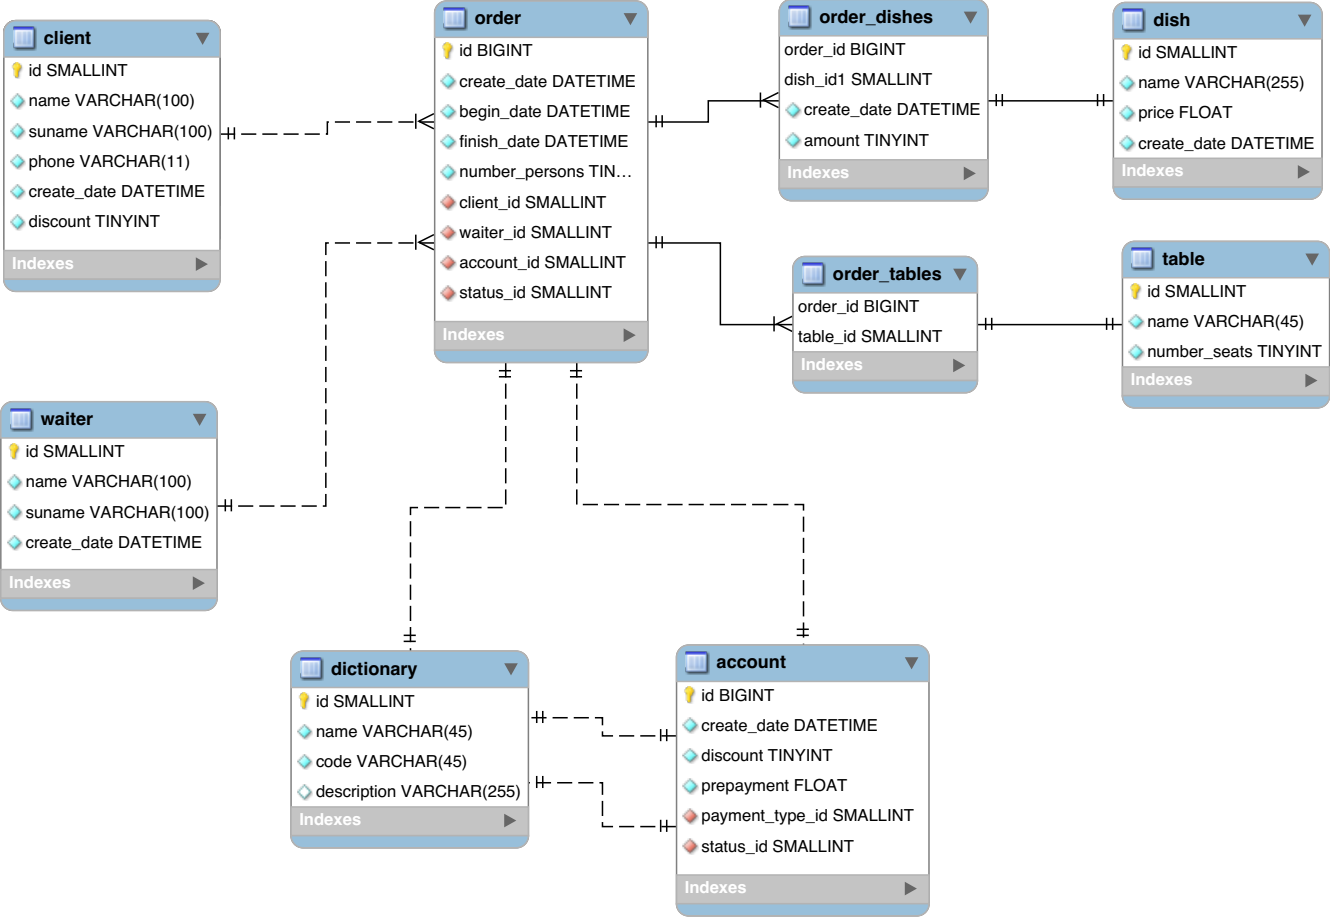 client
id SMALLINT
name VARCHAR(100)
suname VARCHAR(100)
phone VARCHAR(11)
create_date DATETIME
discount TINYINT
Indexes
order
id BIGINT
create_date DATETIME
begin_date DATETIME
finish_date DATETIME
number_persons TIN...
client_id SMALLINT
waiter_id SMALLINT
account_id SMALLINT
status_id SMALLINT
Indexes
order_dishes
order_id BIGINT
dish_id1 SMALLINT
create_date DATETIME
amount TINYINT
Indexes
dish
id SMALLINT
name VARCHAR(255)
price FLOAT
create_date DATETIME
Indexes
order_tables
order_id BIGINT
table_id SMALLINT
Indexes
table
id SMALLINT
name VARCHAR(45)
number_seats TINYINT
Indexes
waiter
id SMALLINT
name VARCHAR(100)
suname VARCHAR(100)
create_date DATETIME
Indexes
dictionary
id SMALLINT
name VARCHAR(45)
code VARCHAR(45)
description VARCHAR(255)
Indexes
account
id BIGINT
create_date DATETIME
discount TINYINT
prepayment FLOAT
payment_type_id SMALLINT
status_id SMALLINT
Indexes